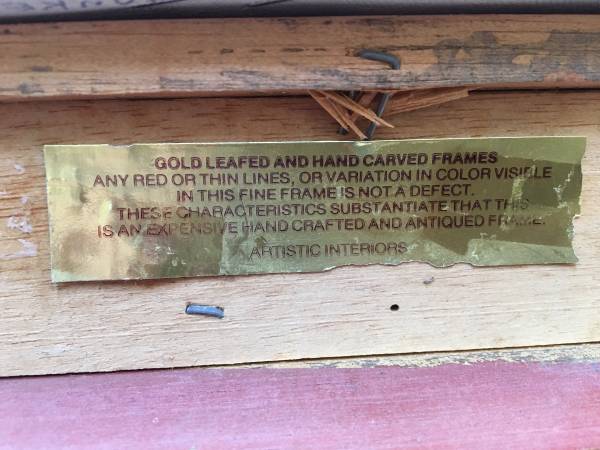 GOLD LEAFED AND HAND CARVED FRAMES
ANY RED OR THIN LINES, OR VARIATION IN COLOR VISIBLE
IN THIS FINE FRAME IS NOT A DEFECT.
THESE CHARACTERISTICS SUBSTANTIATE THAT THIS
IS AN EXPENSIVE HAND CRAFTED AND ANTIQUED FRAME.
ARTISTIC INTERIORS